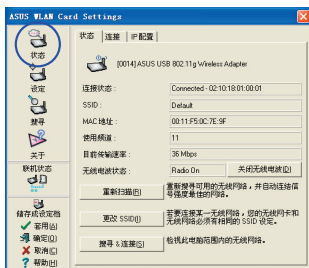 ASUS WLAN Card Settings
状态
设定
搜寻
关于
联机状态
储存成设定档
套用(A)
确定(O)
取消(C)
帮助(H)
状态 连接 IP配置
[0014] ASUS USB 802.11g Wireless Adapter
连接状态: Connected - 02:10:18:01:00:01
SSID: Default
MAC地址: 00:11:F5:0C:7E:9F
使用频道: 11
目前传输速率: 36 Mbps
无线电波状态: Radio On 关闭无线电波(D)
重新扫描(R) 重新搜寻可用的无线网络，并自动连结信
号强度最佳的网络。
更改 SSID(I) 若要连接某一无线网络，您的无线网卡和
无线网络必须有相同的 SSID 设定。
搜寻 & 连接(S) 检视此电脑范围内的无线网络。